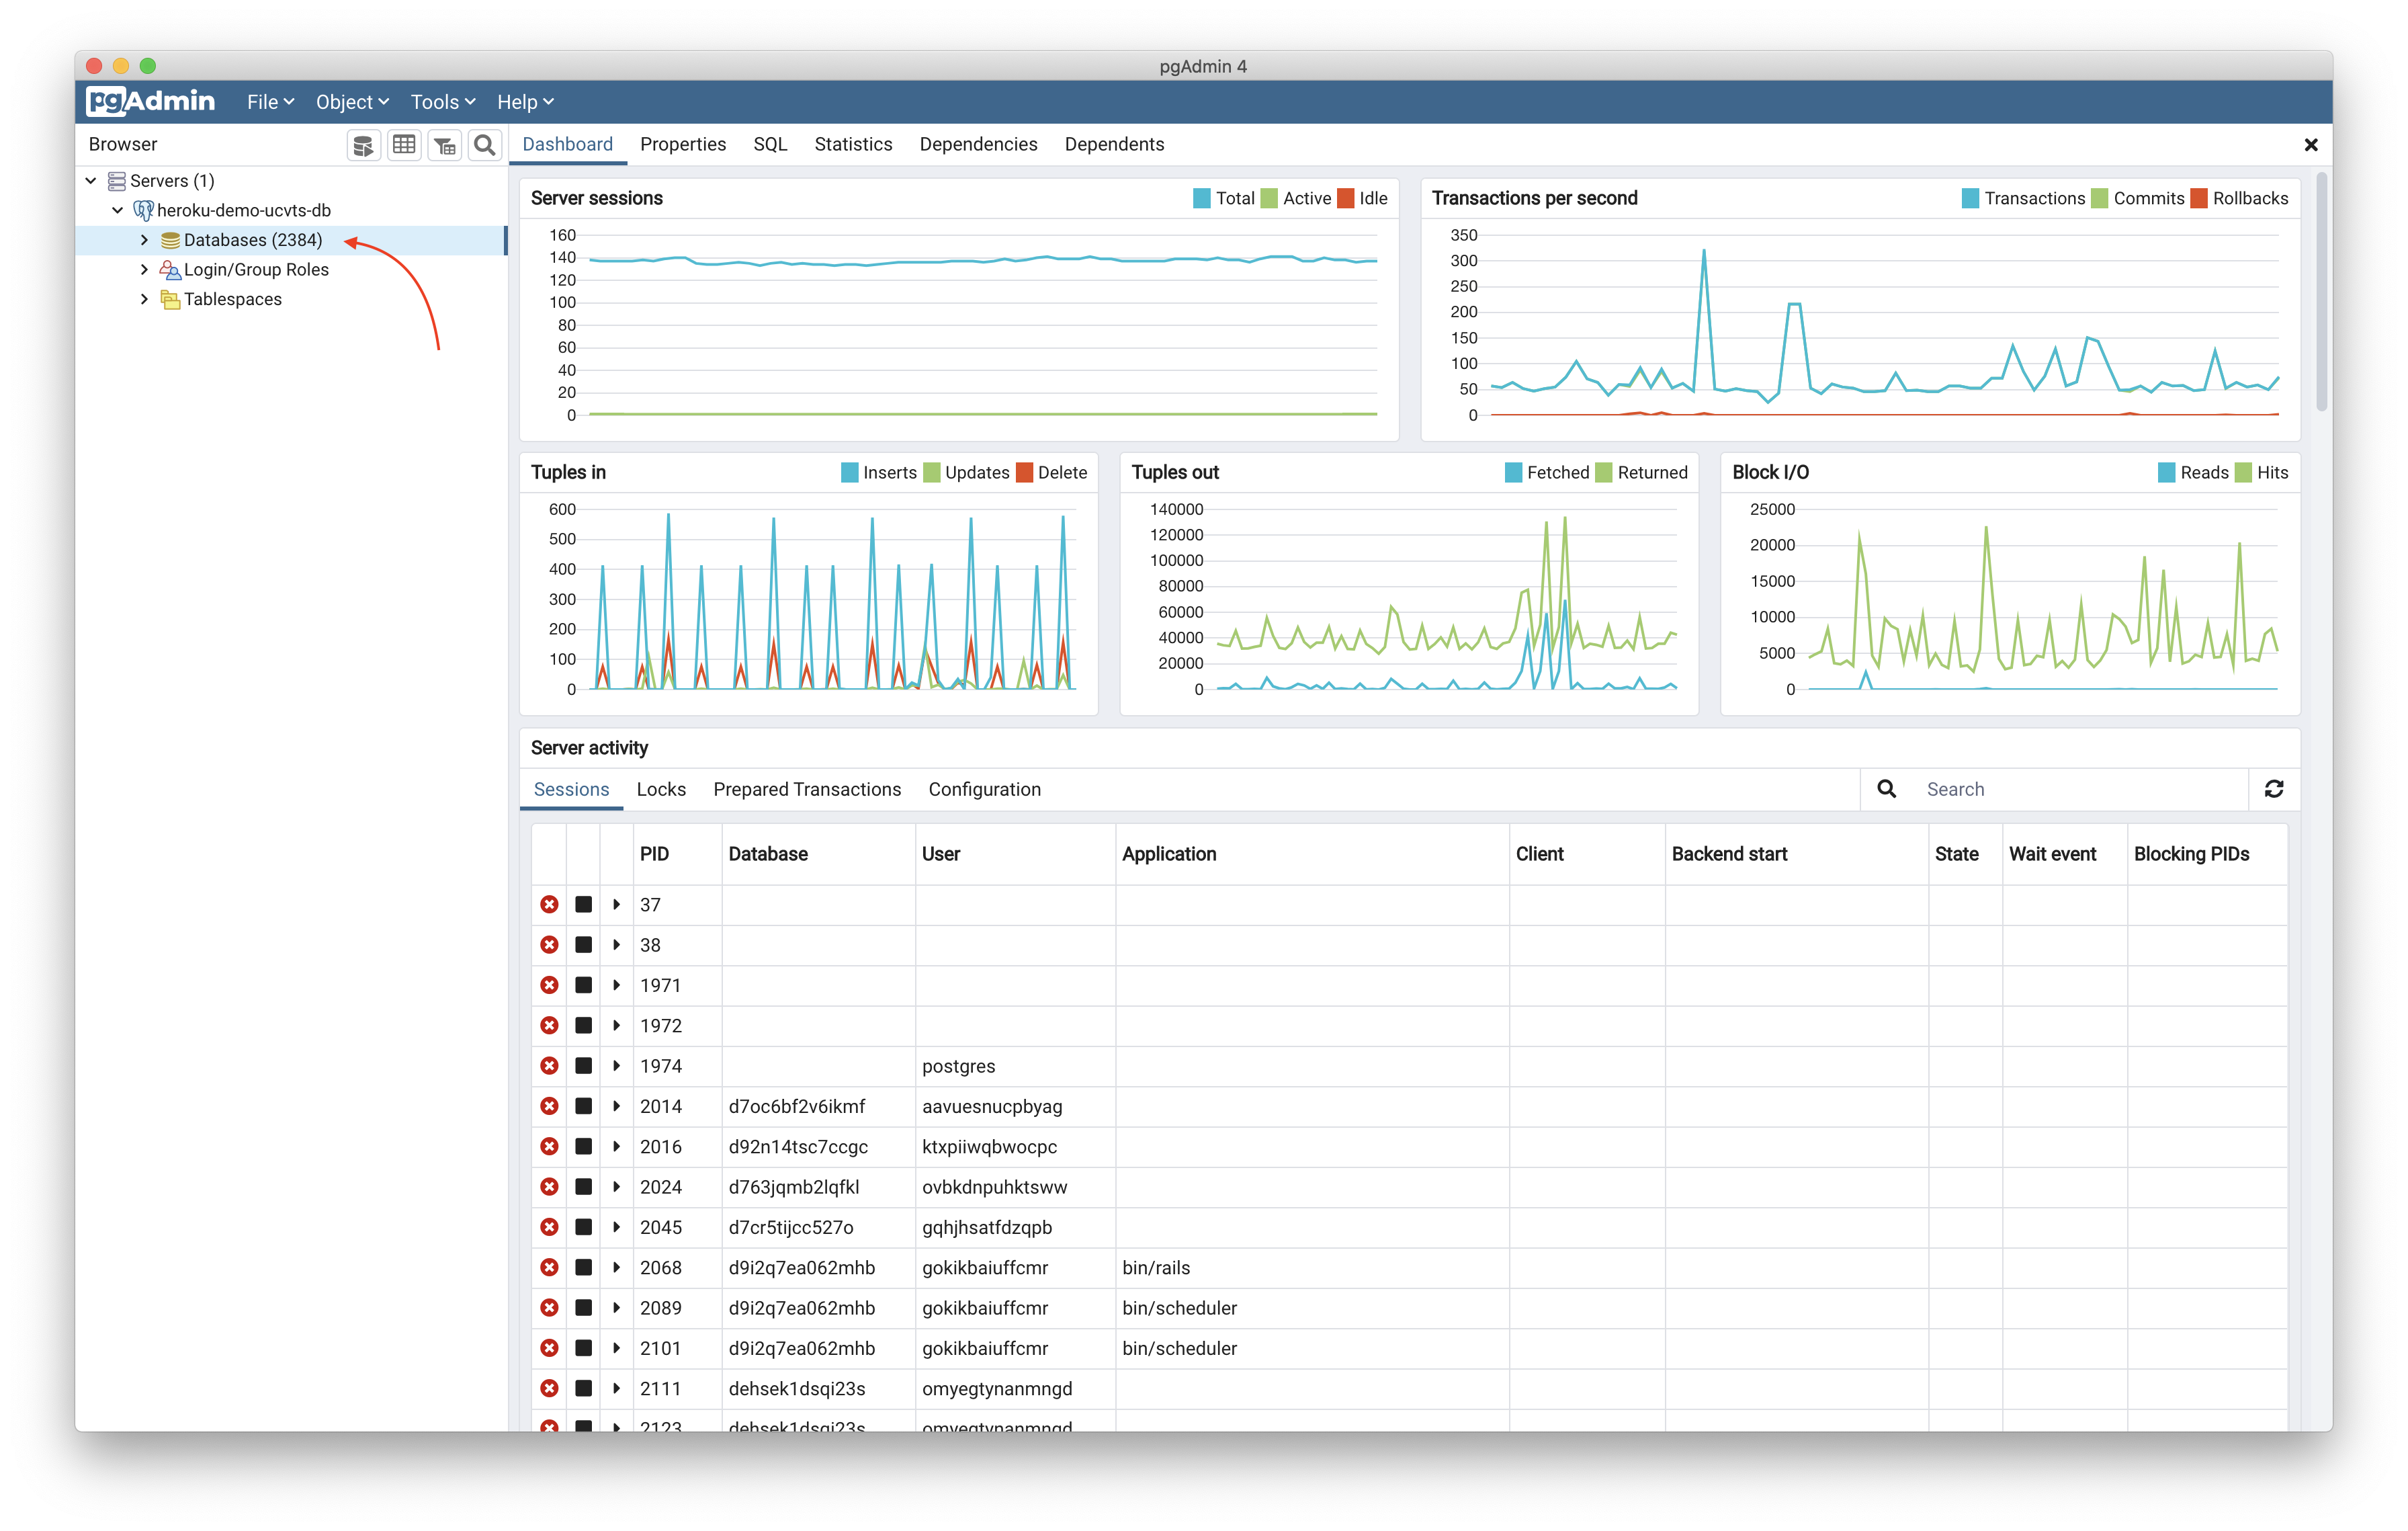 pgAdmin 4
pgAdmin File Object Tools Help
Browser
Dashboard Properties SQL Statistics Dependencies Dependents
Servers (1)
heroku-demo-ucvts-db
Databases (2384)
Login/Group Roles
Tablespaces
Server sessions Total Active Idle
160
140
120
100
80
60
40
20
0
Transactions per second Transactions Commits Rollbacks
350
300
250
200
150
100
50
0
Tuples in Inserts Updates Delete
600
500
400
300
200
100
0
Tuples out Fetched Returned
140000
120000
100000
80000
60000
40000
20000
0
Block I/O Reads Hits
25000
20000
15000
10000
5000
0
Server activity
Sessions Locks Prepared Transactions Configuration Search
PID Database User Application Client Backend start State Wait event Blocking PIDs
37
38
1971
1972
1974 postgres
2014 d7oc6bf2v6ikmf aavuesnucpbyag
2016 d92n14tsc7ccgc ktxpiiwqbwocpc
2024 d763jqmb2lqfkl ovbkdnpuhktsww
2045 d7cr5tijcc527o gqhjhsatfdzqpb
2068 d9i2q7ea062mhb gokikbaiuffcmr bin/rails
2089 d9i2q7ea062mhb gokikbaiuffcmr bin/scheduler
2101 d9i2q7ea062mhb gokikbaiuffcmr bin/scheduler
2111 dehsek1dsqi23s omyegtynanmngd
2123 dehsek1dsqi23s omyegtynanmngd